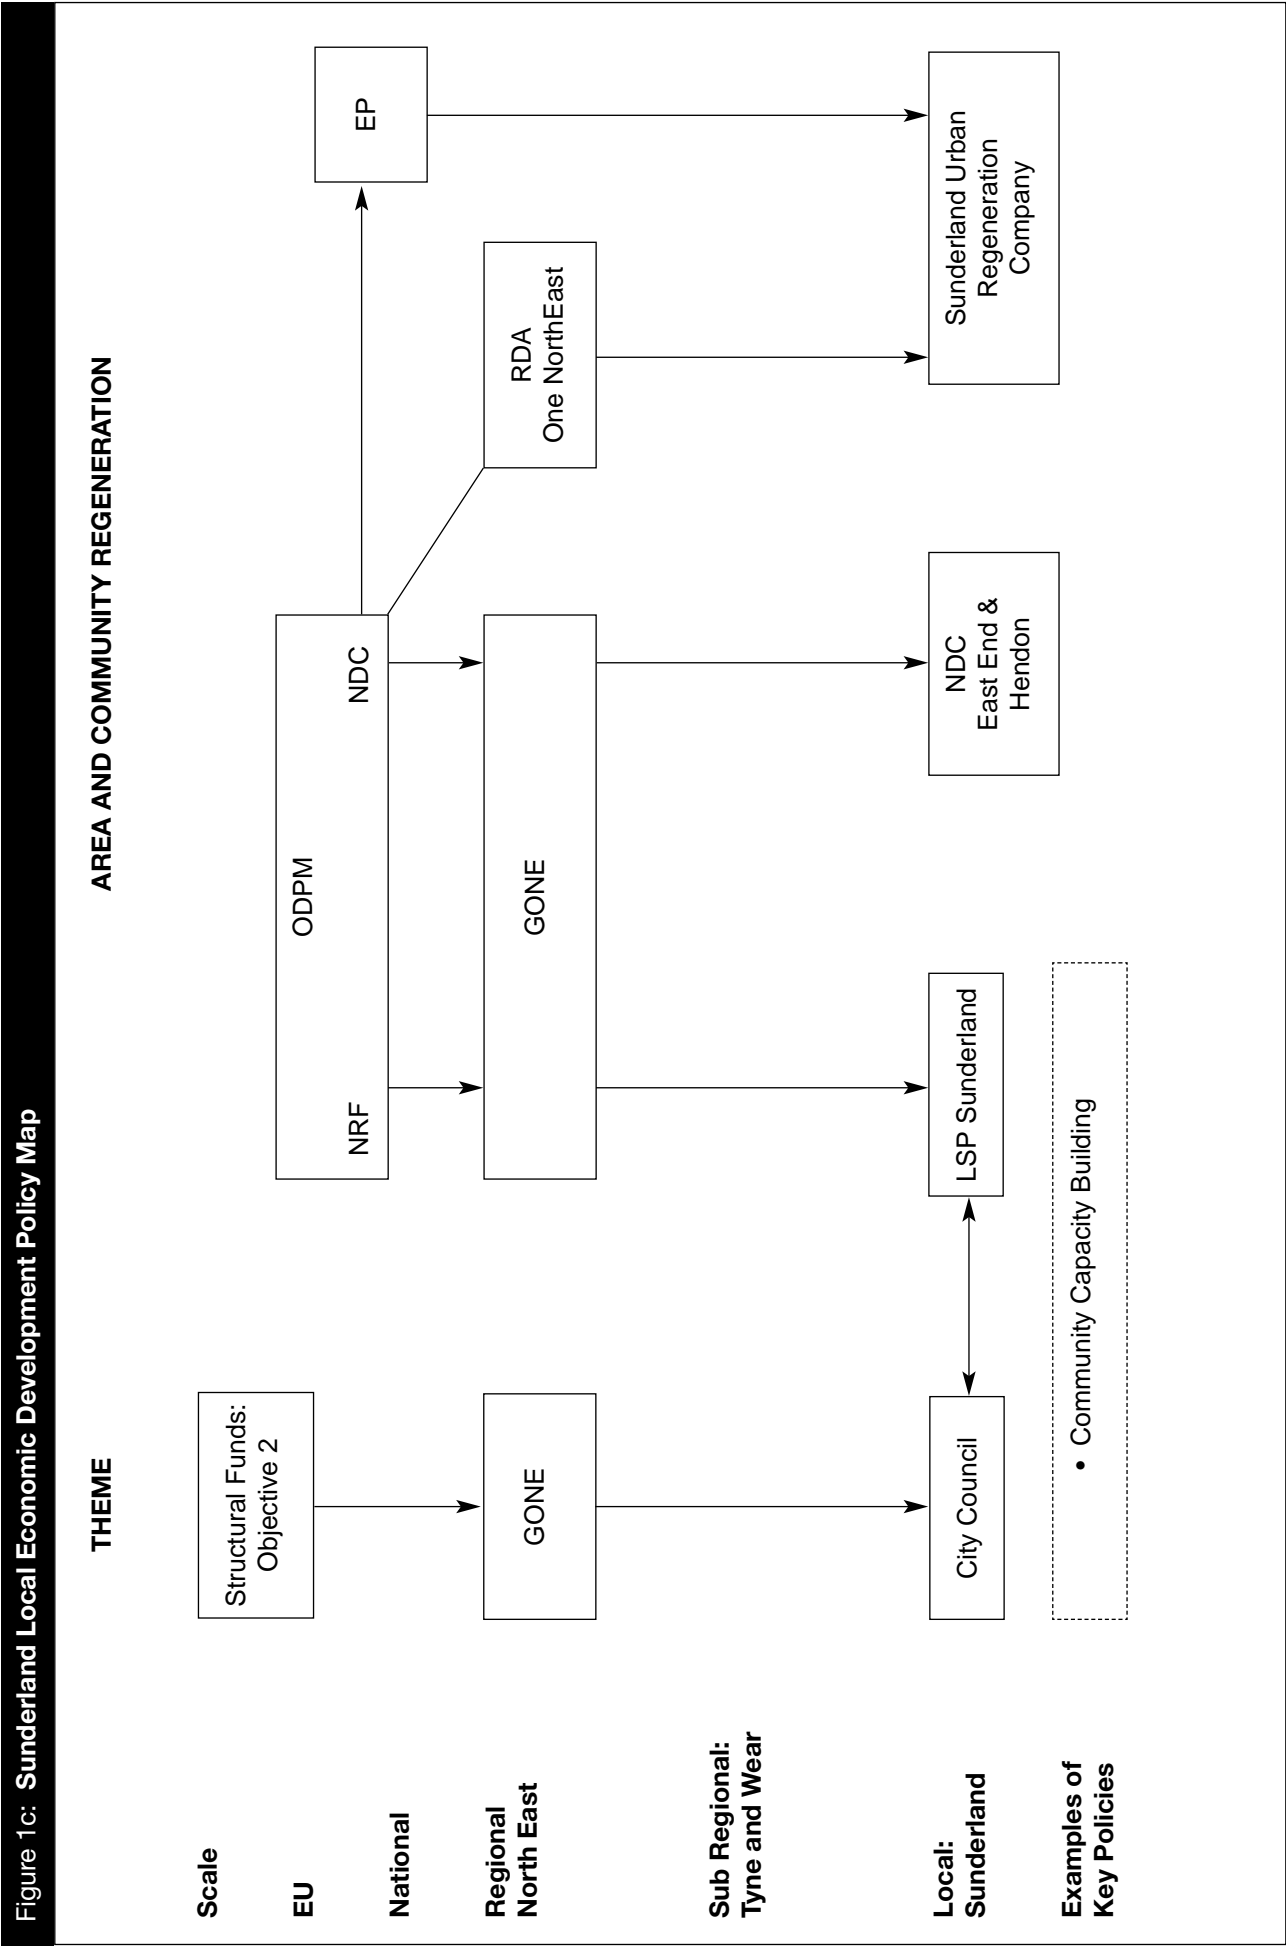 Figure 1c: Sunderland Local Economic Development Policy Map
THEME
AREA AND COMMUNITY REGENERATION
Scale
EU
Structural Funds:
Objective 2
National
ODPM
NRF
NDC
EP
Regional
North East
GONE
GONE
RDA
One NorthEast
Sub Regional:
Tyne and Wear
Local:
Sunderland
City Council
LSP Sunderland
NDC
East End &
Hendon
Sunderland Urban
Regeneration
Company
Examples of
Key Policies
• Community Capacity Building